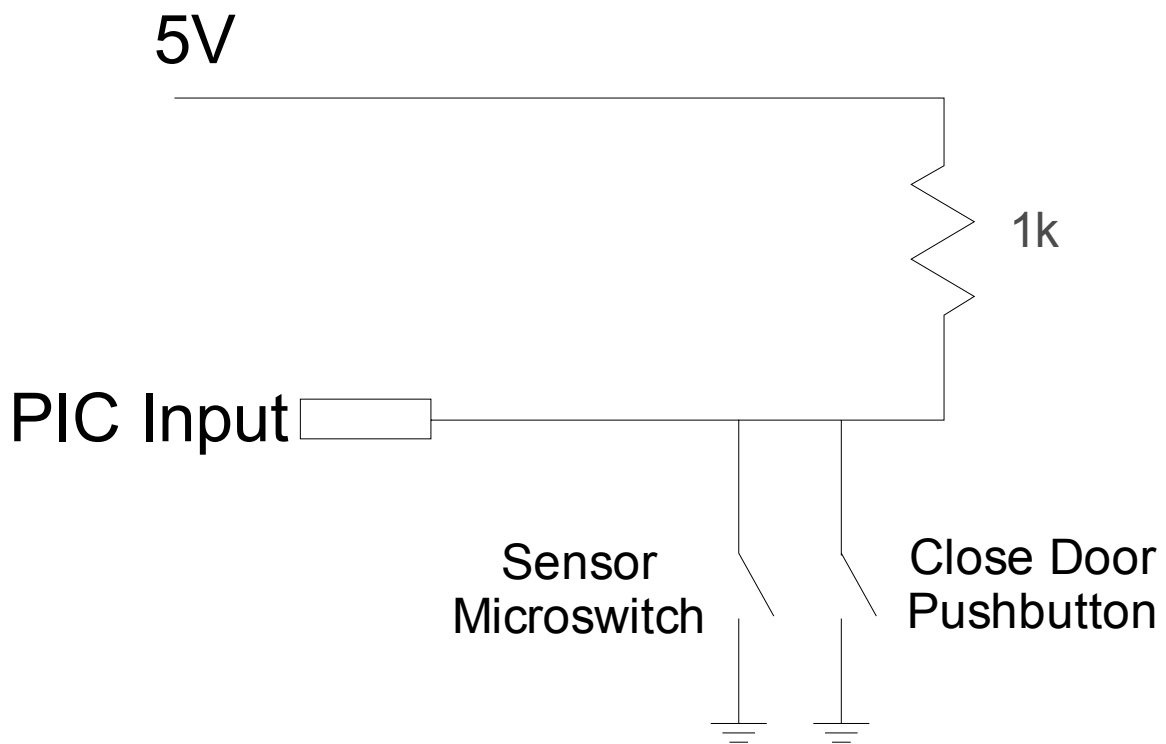 5V
1k
PIC Input
Sensor
Microswitch
Close Door
Pushbutton